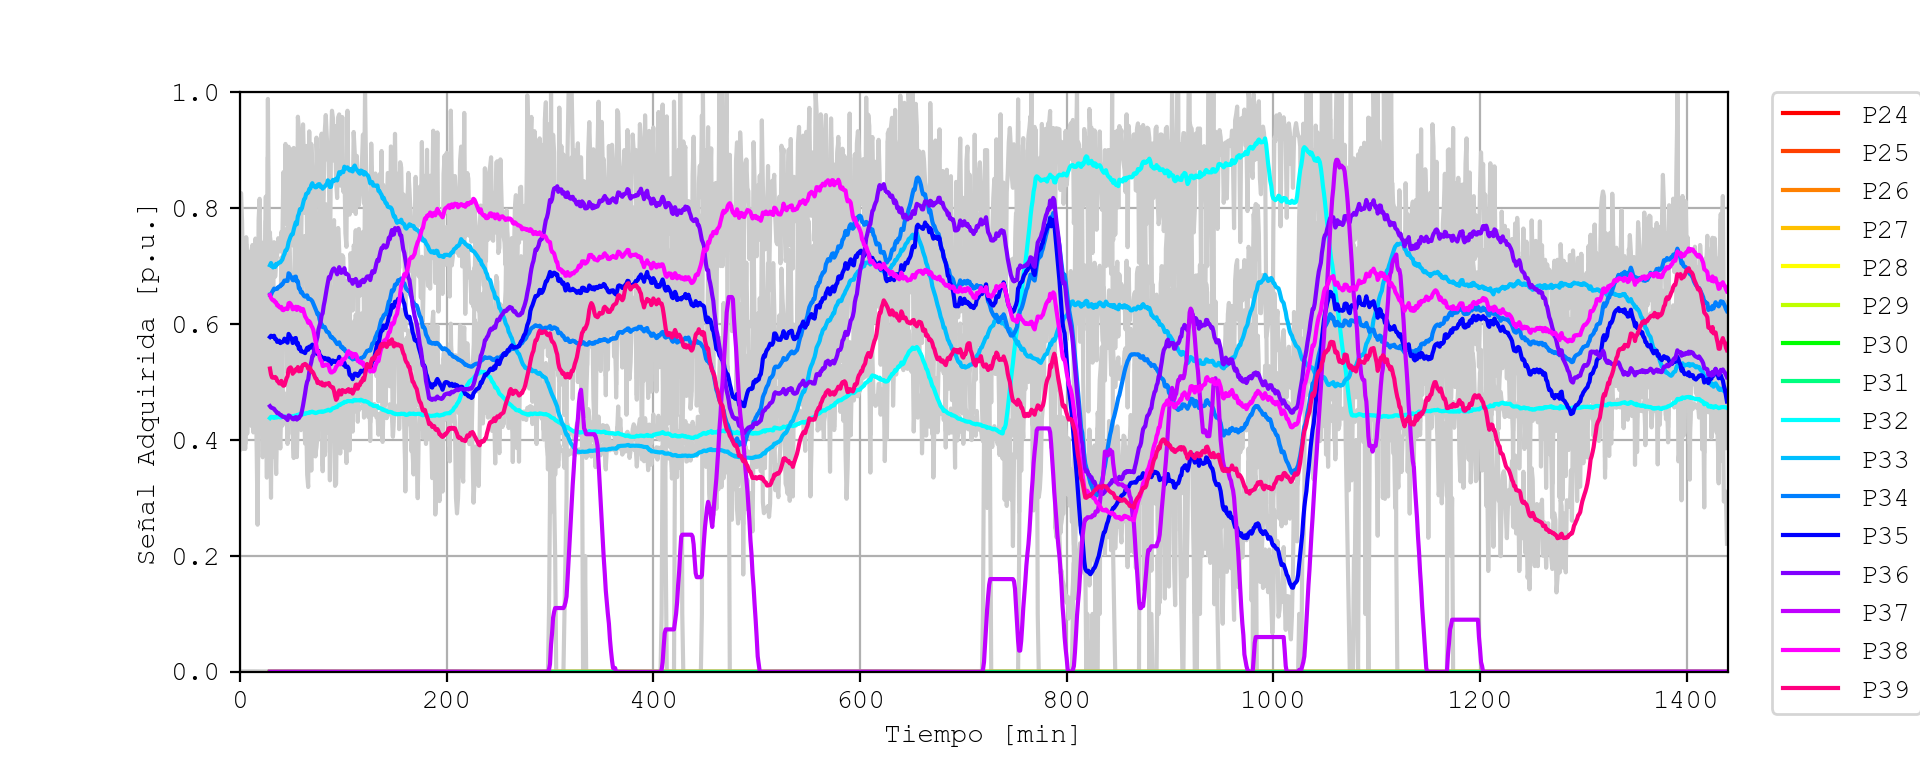 1.0
0.8
0.6
0.4
0.2
0.0
Señal Adquirida [p.u.]
0 200 400 600 800 1000 1200 1400
Tiempo [min]
P24
P25
P26
P27
P28
P29
P30
P31
P32
P33
P34
P35
P36
P37
P38
P39